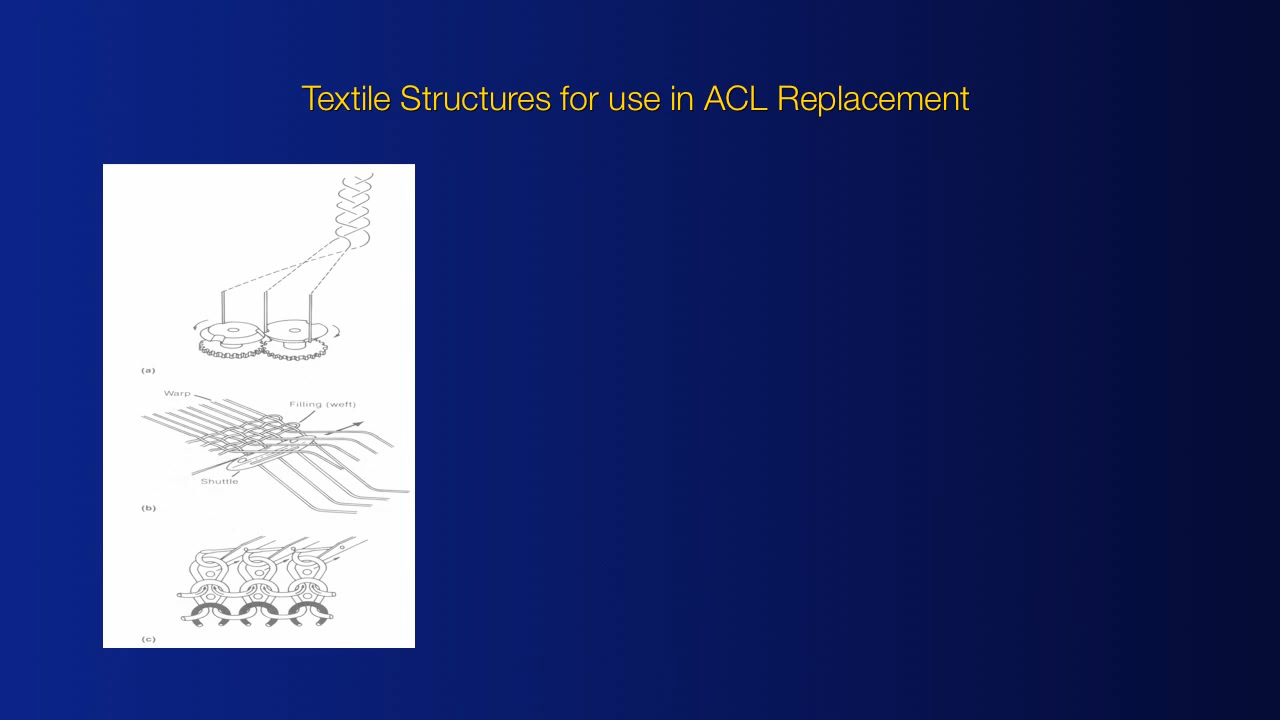 Textile Structures for use in ACL Replacement
(a)
Warp
Filling (weft)
Shuttle
(b)
(c)